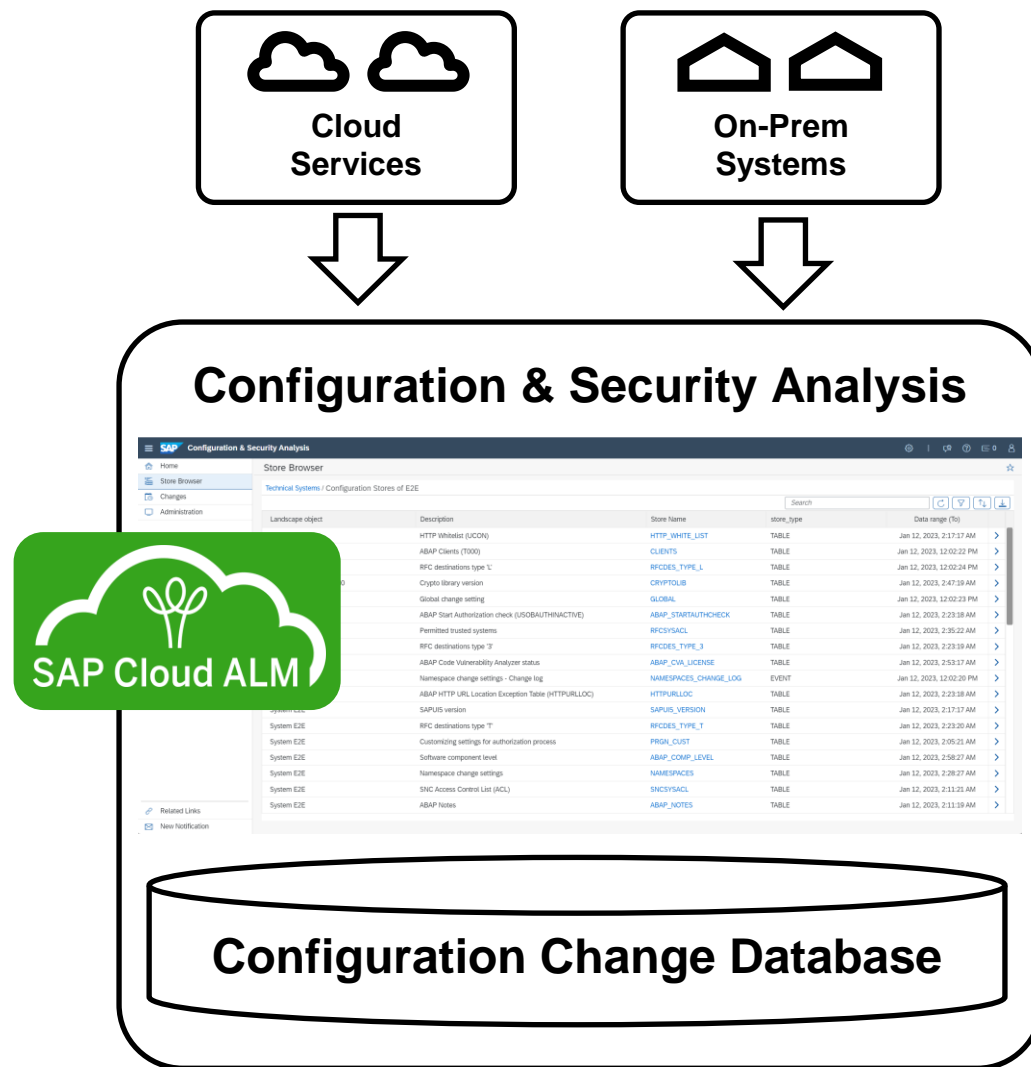 Cloud
Services
On-Prem
Systems
Configuration & Security Analysis
SAP Configuration & Security Analysis 0
Home
Store Browser
Changes
Administration
Store Browser
Technical Systems / Configuration Stores of E2E
Search
Landscape object Description Store Name store_type Data range (To)
HTTP Whitelist (UCON) HTTP_WHITE_LIST TABLE Jan 12, 2023, 2:17:17 AM
ABAP Clients (T000) CLIENTS TABLE Jan 12, 2023, 12:02:22 PM
RFC destinations type 'L' RFCDES_TYPE_L TABLE Jan 12, 2023, 12:02:24 PM
0 Crypto library version CRYPTOLIB TABLE Jan 12, 2023, 2:47:19 AM
Global change setting GLOBAL TABLE Jan 12, 2023, 12:02:23 PM
ABAP Start Authorization check (USOBAUTHINACTIVE) ABAP_STARTAUTHCHECK TABLE Jan 12, 2023, 2:23:18 AM
Permitted trusted systems RFCSYSACL TABLE Jan 12, 2023, 2:35:22 AM
RFC destinations type '3' RFCDES_TYPE_3 TABLE Jan 12, 2023, 2:23:19 AM
ABAP Code Vulnerability Analyzer status ABAP_CVA_LICENSE TABLE Jan 12, 2023, 2:53:17 AM
Namespace change settings - Change log NAMESPACES_CHANGE_LOG EVENT Jan 12, 2023, 12:02:20 PM
ABAP HTTP URL Location Exception Table (HTTPURLLOC) HTTPURLLOC TABLE Jan 12, 2023, 2:23:18 AM
System E2E SAPUIS version SAPUIS_VERSION TABLE Jan 12, 2023, 2:17:17 AM
System E2E RFC destinations type 'T' RFCDES_TYPE_T TABLE Jan 12, 2023, 2:23:20 AM
System E2E Customizing settings for authorization process PRGN_CUST TABLE Jan 12, 2023, 2:05:21 AM
System E2E Software component level ABAP_COMP_LEVEL TABLE Jan 12, 2023, 2:58:27 AM
System E2E Namespace change settings NAMESPACES TABLE Jan 12, 2023, 2:28:27 AM
System E2E SNC Access Control List (ACL) SNCSYSACL TABLE Jan 12, 2023, 2:11:21 AM
System E2E ABAP Notes ABAP_NOTES TABLE Jan 12, 2023, 2:11:19 AM
Related Links
New Notification
SAP Cloud ALM
Configuration Change Database